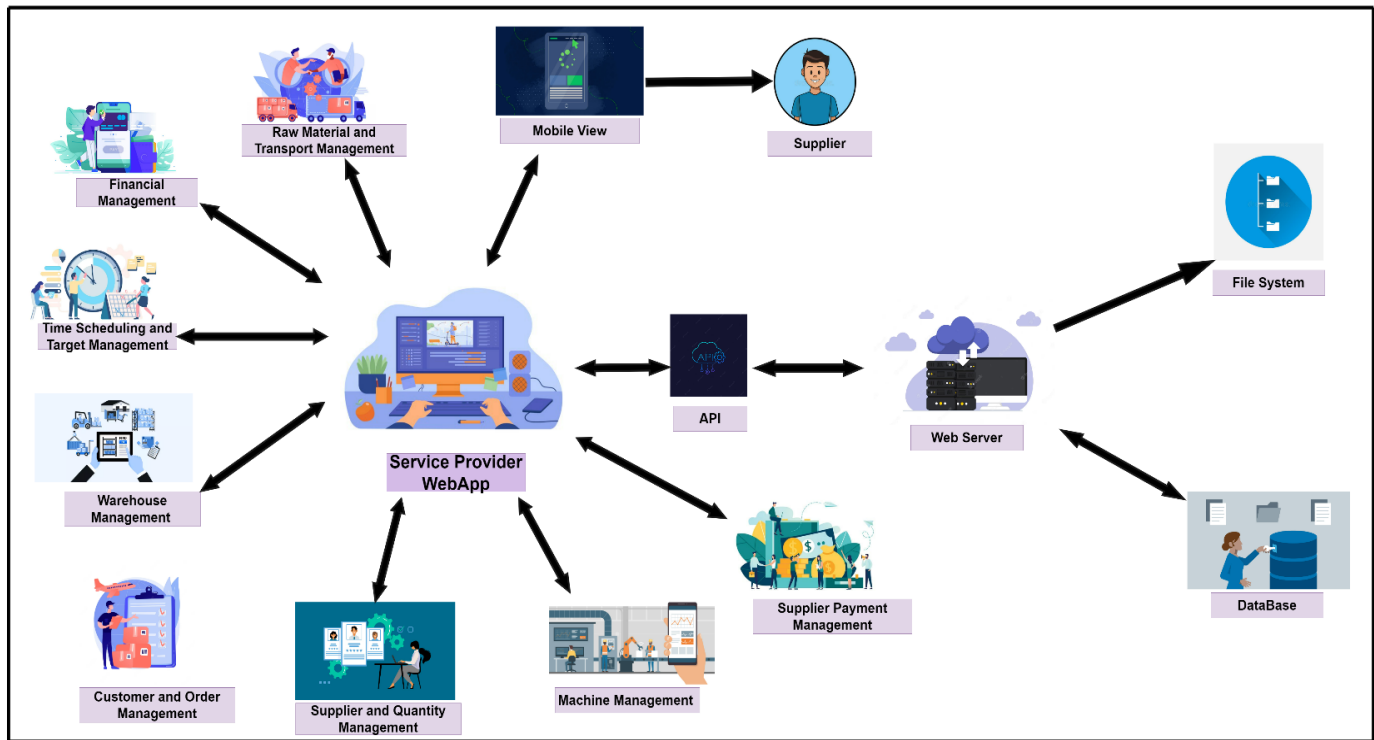 Raw Material and
Transport Management
Mobile View
Supplier
Financial
Management
File System
Time Scheduling and
Target Management
API
API
Web Server
Service Provider
WebApp
Warehouse
Management
DataBase
Supplier Payment
Management
Customer and Order
Management
Supplier and Quantity
Management
Machine Management